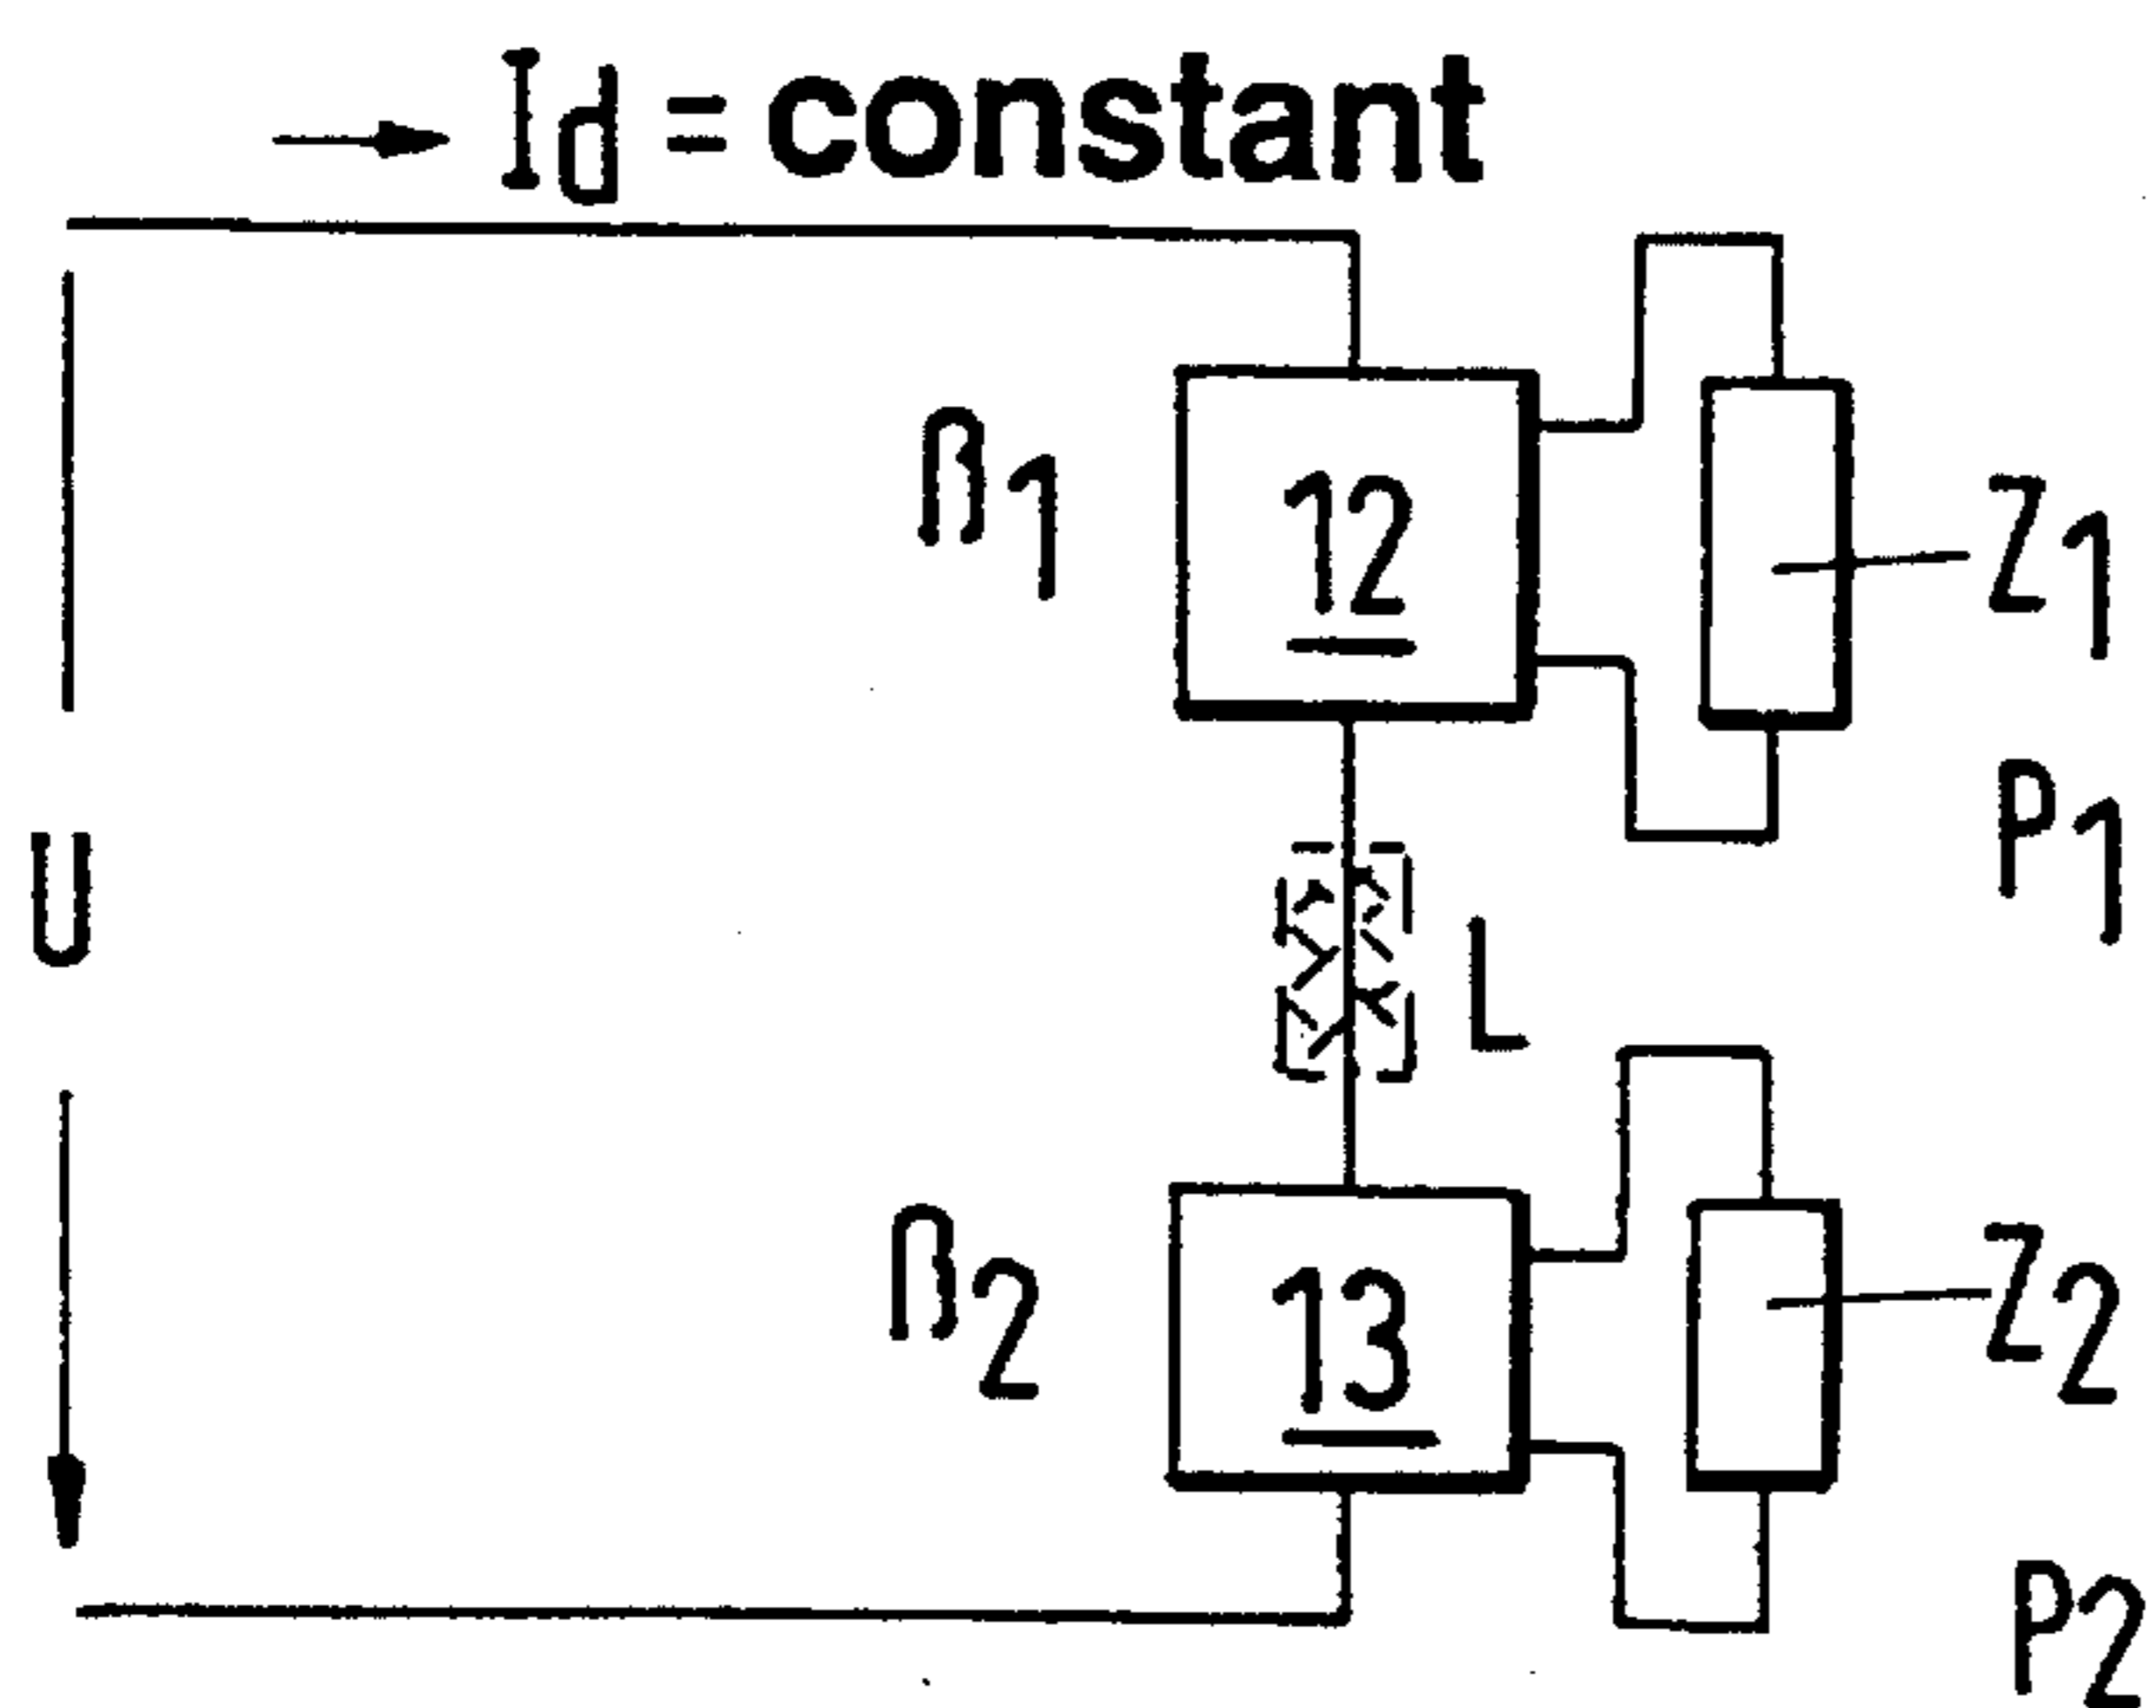 Id = constant
β1
12
Z1
P1
U
L
β2
13
Z2
P2